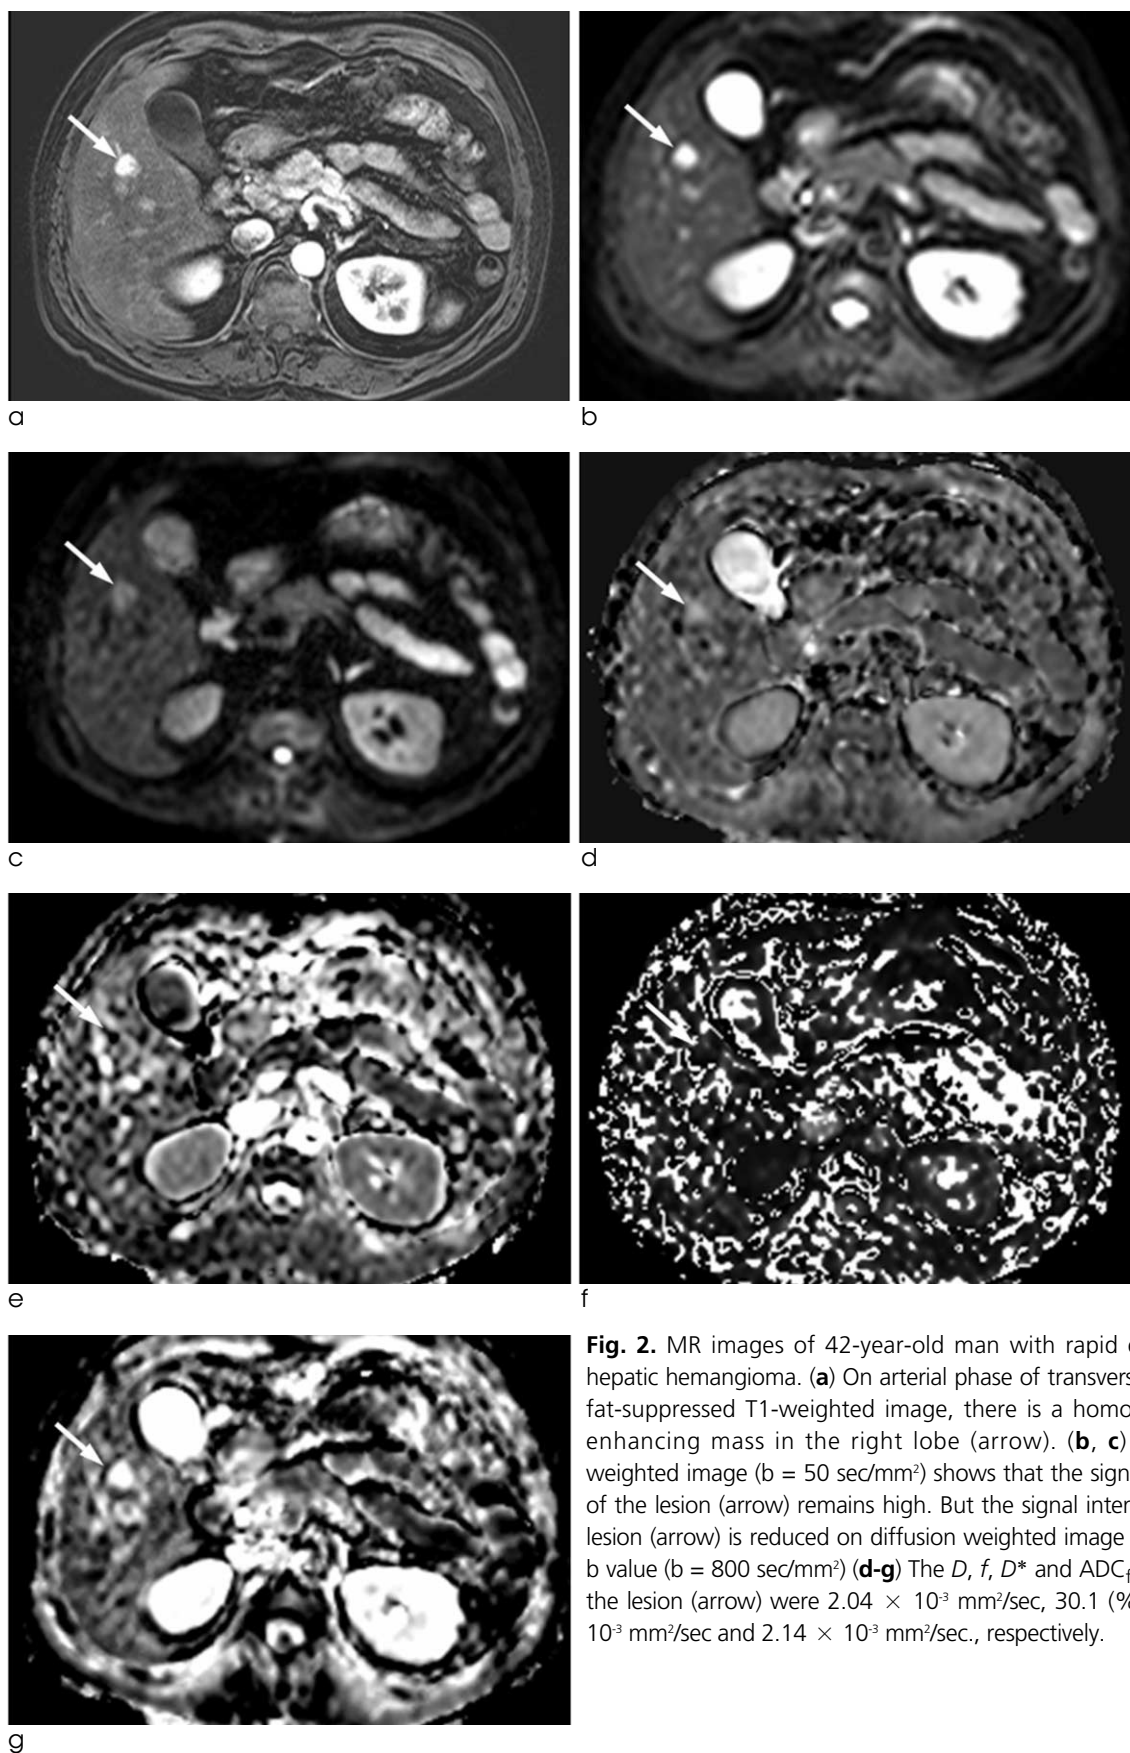 a
b
c
d
e
f
g
Fig. 2. MR images of 42-year-old man with rapid
hepatic hemangioma. (a) On arterial phase of transvers
fat-suppressed T1-weighted image, there is a homo
enhancing mass in the right lobe (arrow). (b, c)
weighted image (b = 50 sec/mm²) shows that the sign
of the lesion (arrow) remains high. But the signal inter
lesion (arrow) is reduced on diffusion weighted image
b value (b = 800 sec/mm²) (d-g) The D, f, D* and ADC
the lesion (arrow) were 2.04 × 10⁻³ mm²/sec, 30.1 (%
10⁻³ mm²/sec and 2.14 × 10⁻³ mm²/sec., respectively.